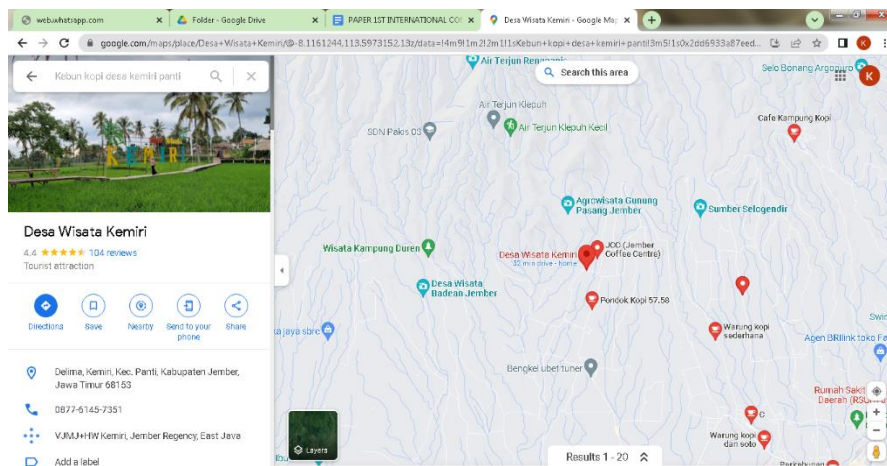 web.whatsapp.com
Folder - Google Drive
PAPER 1ST INTERNATIONAL CO
Desa Wisata Kemiri - Google Ma
google.com/maps/place/Desa+Wisata+Kemiri/@-8.1161244,113.5973152,13z/data=!4m9!1m2!2m1!1sKebun+kopi+desa+kemiri+panti!3m5!1s0x2dd6933a87eed...
K
Kebun kopi desa kemiri panti
KEMIRI
Desa Wisata Kemiri
4.4
104 reviews
Tourist attraction
Directions
Save
Nearby
Send to your
phone
Share
Delima, Kemiri, Kec. Panti, Kabupaten Jember,
Jawa Timur 68153
0877-6145-7351
VJMJ+HW Kemiri, Jember Regency, East Java
Add a label
Search this area
Air Terjun
Selo Bonang Argopuro
K
Air Terjun Klepuh
SDN Pakis 03
Air Terjun Klepuh Kecil
Cafe Kampung Kopi
Agrowisata Gunung
Pasang Jember
Sumber Selogendir
Wisata Kampung Duren
Desa Wisata Kemiri
32 min drive - home
JCC (Jember
Coffee Centre)
Desa Wisata
Badean Jember
Pondok Kopi 57.58
Warung kopi
sederhana
a jaya sbre
Agen BRIlink toko Fa
Bengkel ubet tuner
Rumah Sakit
Daerah
C
Warung kopi
dan soto
Layers
Results 1 - 20
Perkebunan